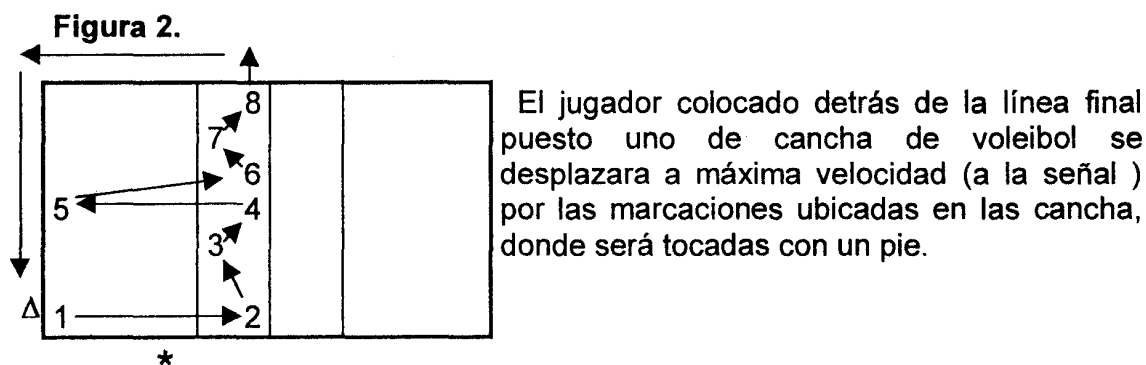 Figura 2.
El jugador colocado detrás de la línea final
puesto uno de cancha de voleibol se
desplazara a máxima velocidad (a la señal )
por las marcaciones ubicadas en las cancha,
donde será tocadas con un pie.
8
7
6
5 4
3
Δ 1 2
*